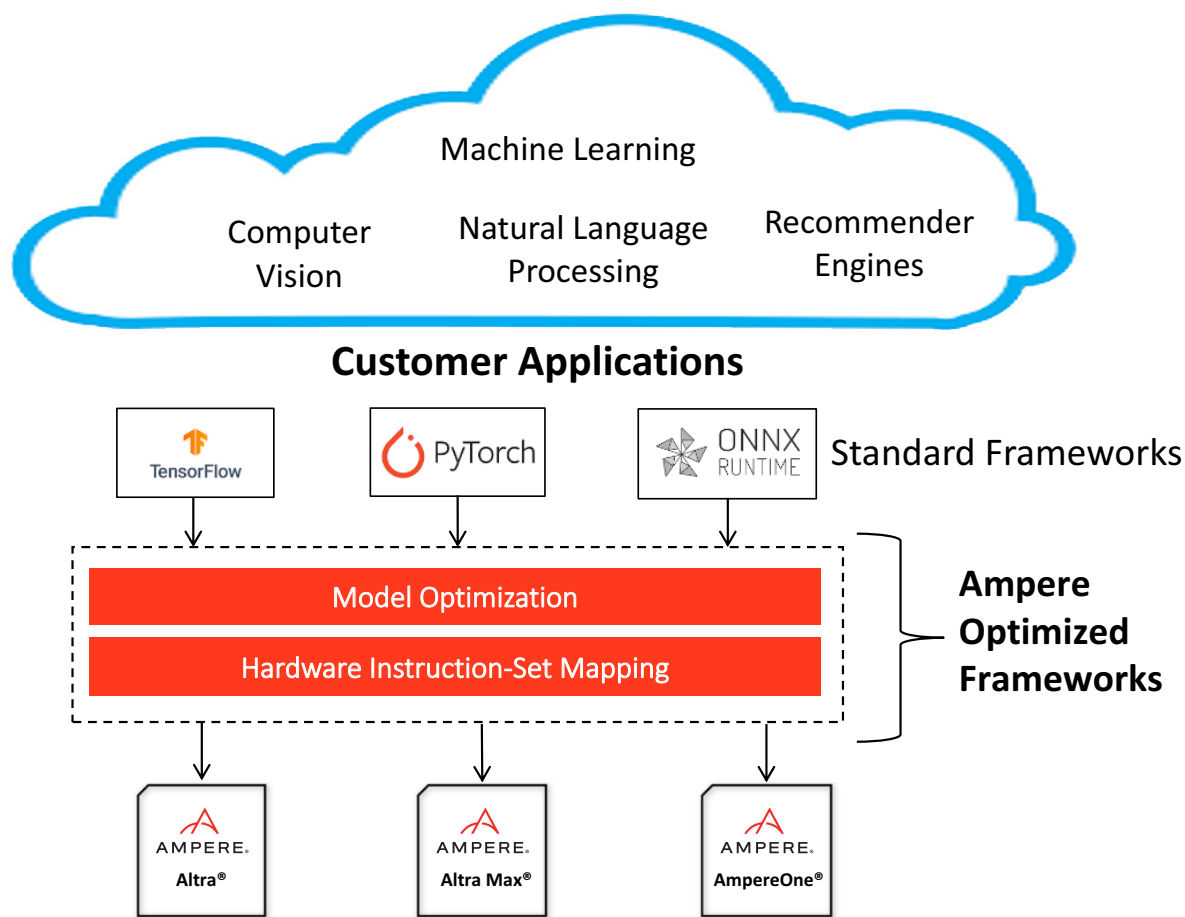 Machine Learning
Computer
Vision
Natural Language
Processing
Recommender
Engines
Customer Applications
TensorFlow
PyTorch
ONNX
RUNTIME
Standard Frameworks
Model Optimization
Hardware Instruction-Set Mapping
Ampere
Optimized
Frameworks
AMPERE®
Altra®
AMPERE®
Altra Max®
AMPERE®
AmpereOne®